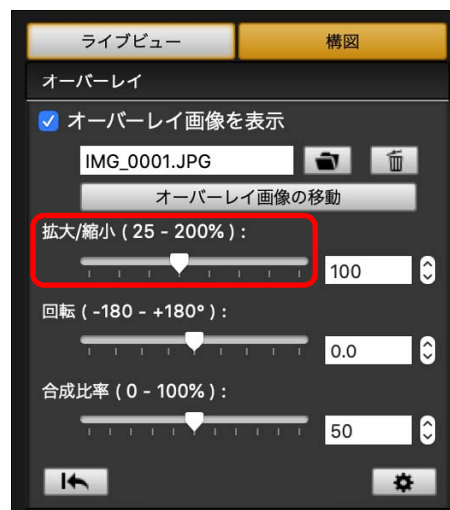 ライブビュー 構図
オーバーレイ
オーバーレイ画像を表示
IMG_0001.JPG
オーバーレイ画像の移動
拡大/縮小 ( 25 - 200% ) :
100
回転 ( -180 - +180° ) :
0.0
合成比率 ( 0 - 100% ) :
50